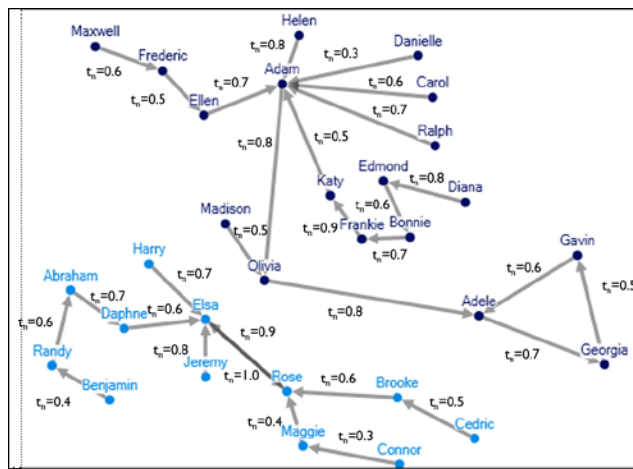 Helen
Maxwell
Danielle
tn=0.8
tn=0.3
Frederic
Adam
tn=0.6
tn=0.7
tn=0.6
Carol
tn=0.5
Ellen
tn=0.7
Ralph
tn=0.8
tn=0.5
Edmond
tn=0.8
Katy
Diana
tn=0.6
Madison
tn=0.9
Frankie
Bonnie
tn=0.5
tn=0.7
Gavin
Harry
Olivia
tn=0.6
Abraham
tn=0.7
tn=0.5
tn=0.7
Elsa
tn=0.8
Adele
tn=0.6
Daphne
tn=0.6
tn=0.9
tn=0.7
Randy
tn=0.8
Jeremy
Georgia
tn=1.0
Rose
tn=0.6
Brooke
tn=0.4
Benjamin
tn=0.5
tn=0.4
Cedric
Maggie
tn=0.3
Connor